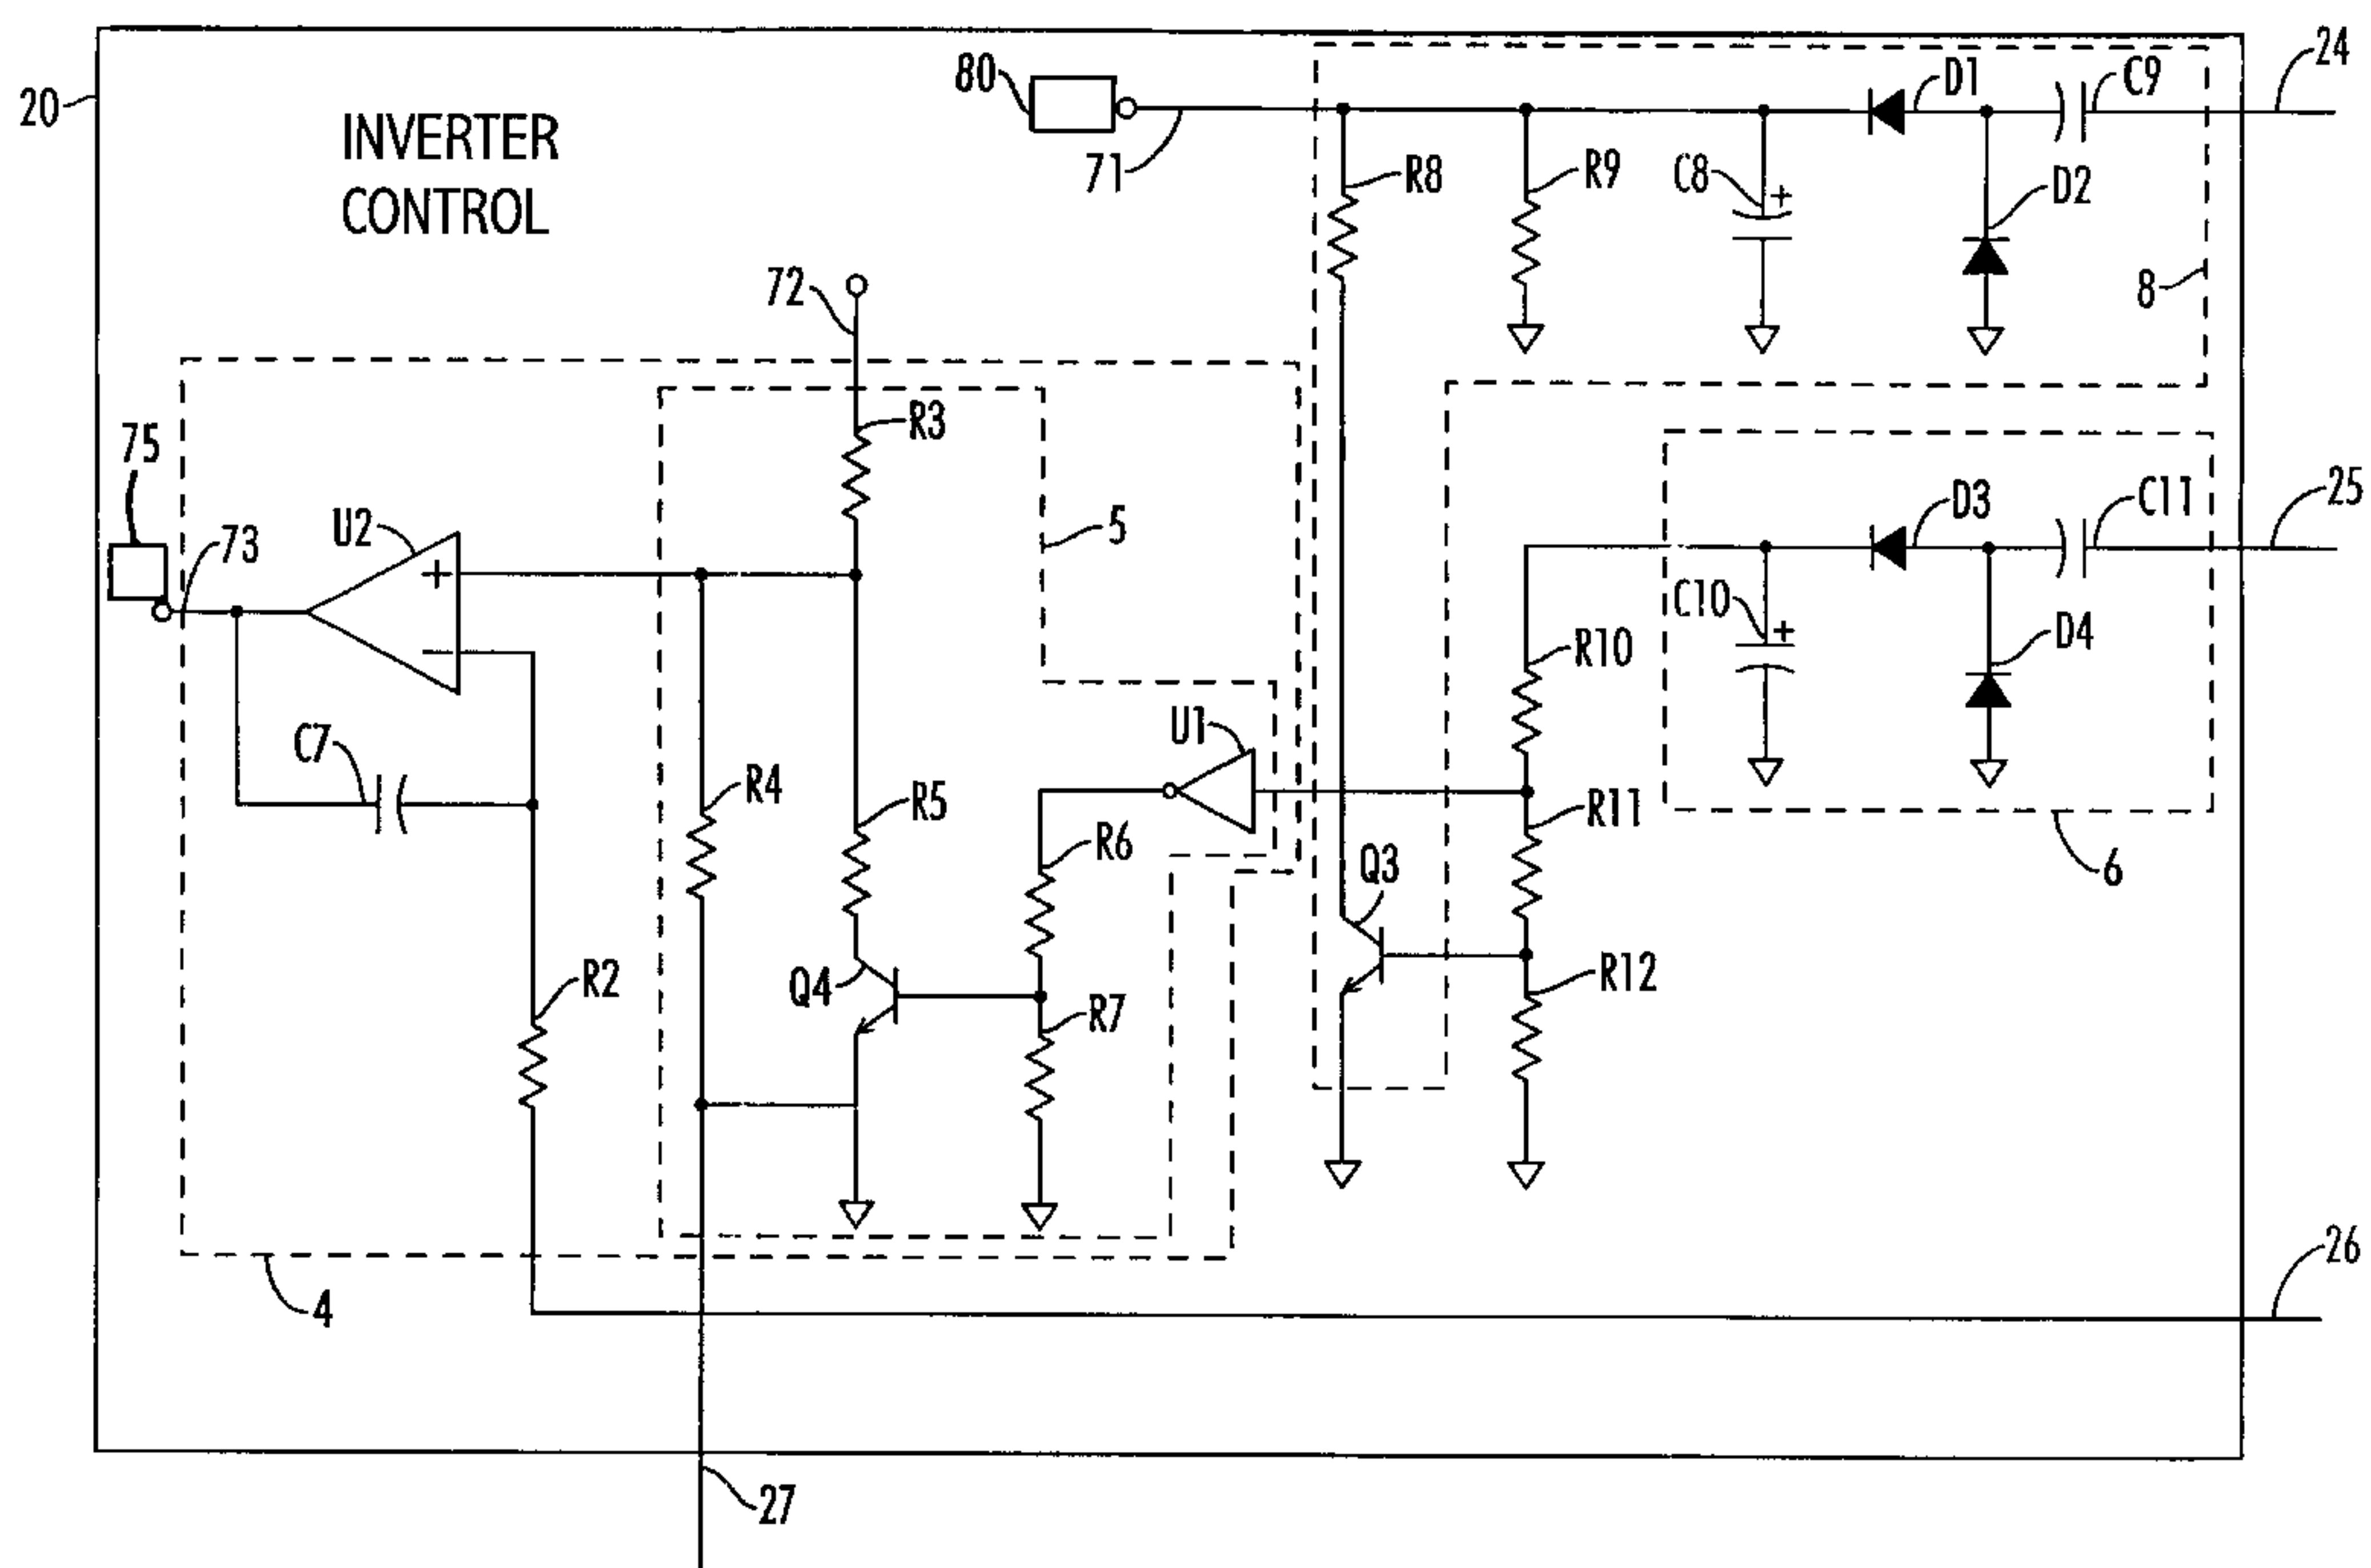 24
80
D1
C9
20
INVERTER
CONTROL
71
R8
R9
C8
+
D2
72
8
R3
75
5
D3
C11
25
U2
73
+
C10
+
D4
−
R10
U1
C7
R4
R5
R11
R6
Q3
6
R2
Q4
R7
R12
26
4
27